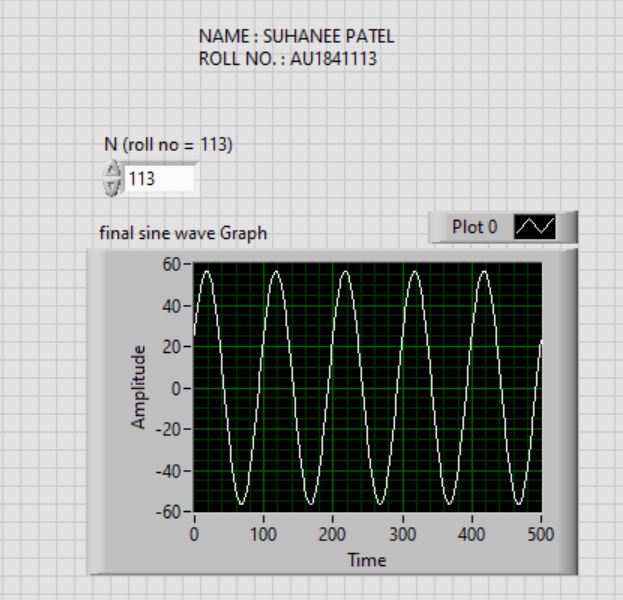 NAME : SUHANEE PATEL
ROLL NO. : AU1841113
N (roll no = 113)
113
final sine wave Graph
Plot 0
Amplitude
60
40
20
0
-20
-40
-60
0 100 200 300 400 500
Time